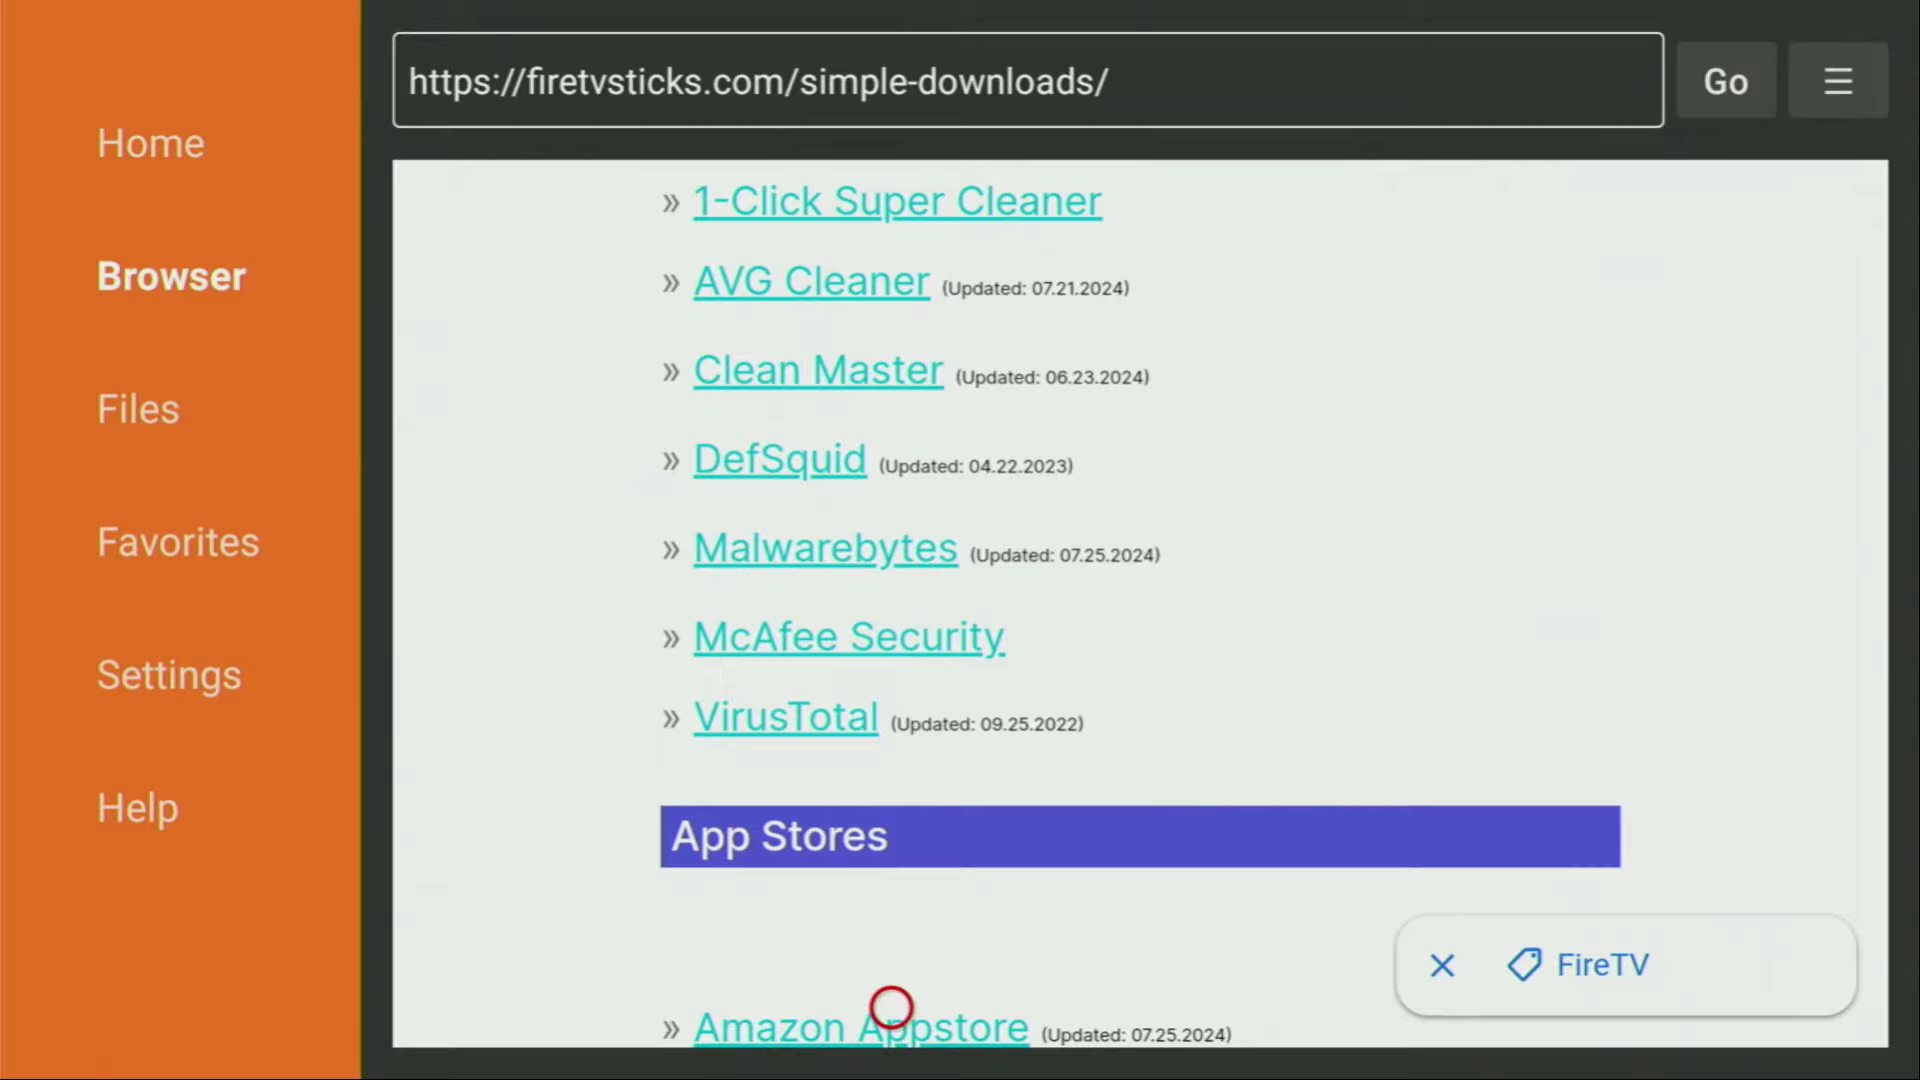 https://firetvsticks.com/simple-downloads/
Go
Home
Browser
Files
Favorites
Settings
Help
» 1-Click Super Cleaner
» AVG Cleaner (Updated: 07.21.2024)
» Clean Master (Updated: 06.23.2024)
» DefSquid (Updated: 04.22.2023)
» Malwarebytes (Updated: 07.25.2024)
» McAfee Security
» VirusTotal (Updated: 09.25.2022)
App Stores
FireTV
» Amazon Appstore (Updated: 07.25.2024)